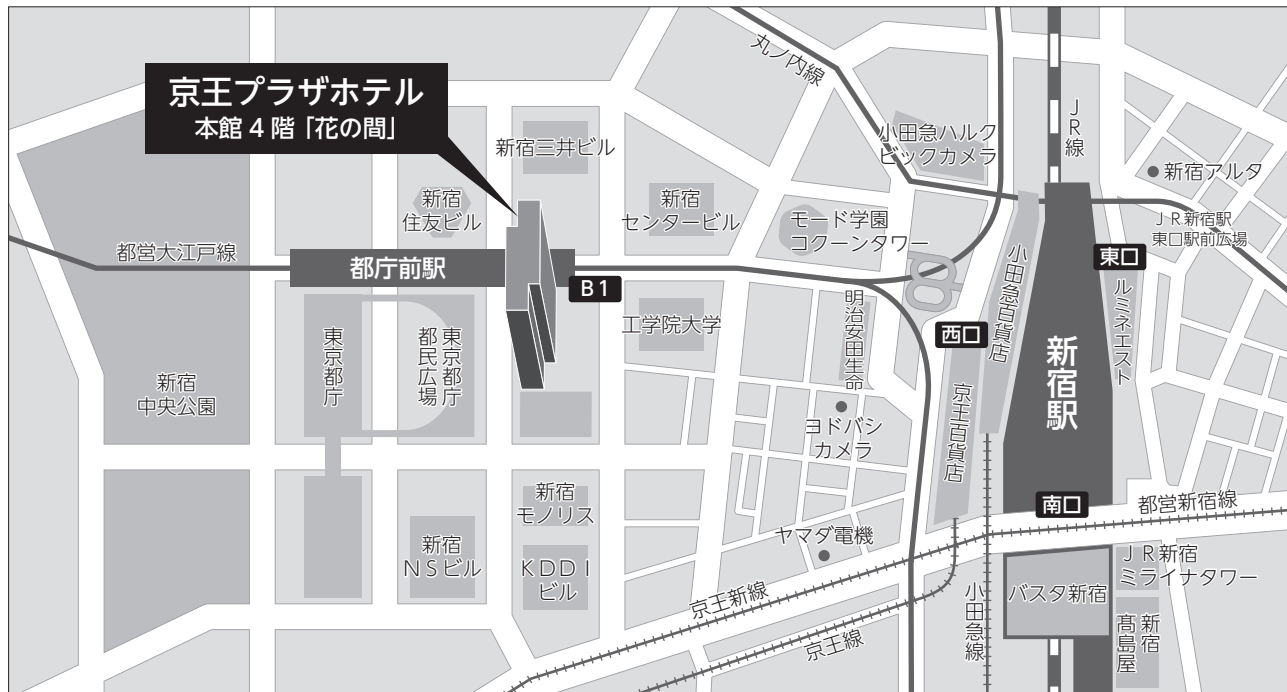 京王プラザホテル
本館 4 階「花の間」
丸ノ内線
JR線
小田急ハルク
ビックカメラ
新宿アルタ
新宿三井ビル
新宿
住友ビル
新宿
センタービル
モード学園
コクーンタワー
JR新宿駅
東口駅前広場
都営大江戸線
都庁前駅
B1
東口
小田急百貨店
ルミネエスト
明治安田生命
西口
新宿駅
工学院大学
東京都庁
都民広場
東京都庁
新宿
中央公園
ヨドバシ
カメラ
京王百貨店
新宿
モノリス
南口
都営新宿線
ヤマダ電機
新宿
NSビル
KDDI
ビル
JR新宿
ミライナタワー
バスタ新宿
京王新線
京王線
小田急線
新宿
髙島屋